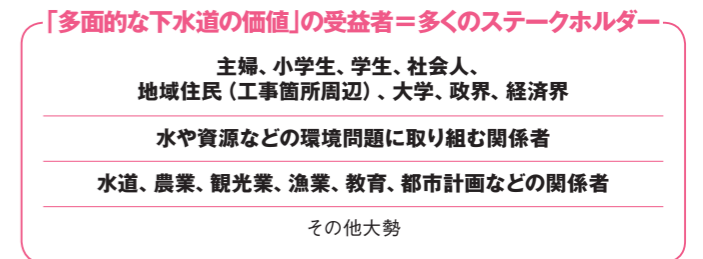 「多面的な下水道の価値」の受益者＝多くのステークホルダー
主婦、小学生、学生、社会人、
地域住民（工事箇所周辺）、大学、政界、経済界
水や資源などの環境問題に取り組む関係者
水道、農業、観光業、漁業、教育、都市計画などの関係者
その他大勢